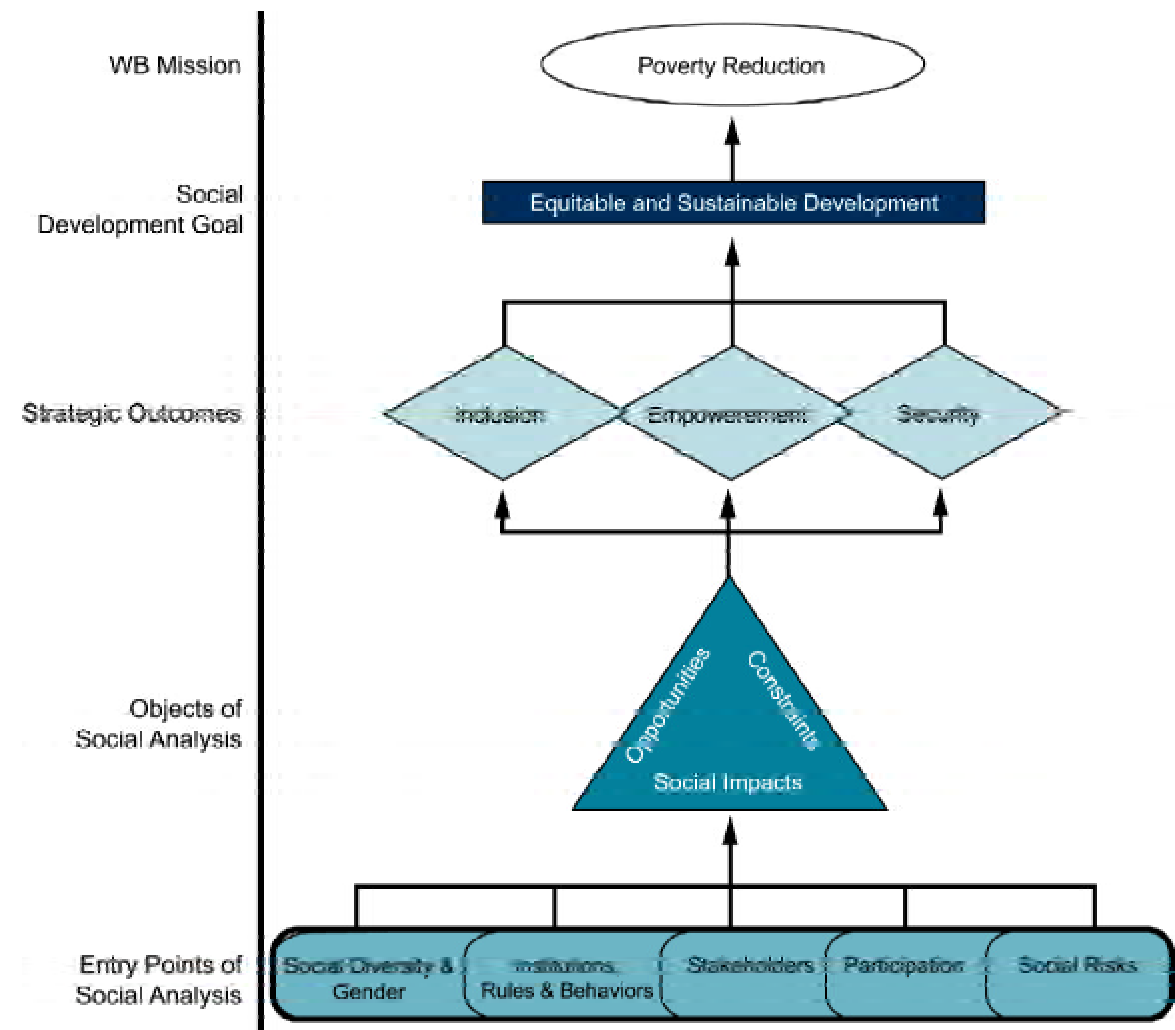 WB Mission
Poverty Reduction
Social
Development Goal
Equitable and Sustainable Development
Strategic Outcomes
Inclusion
Empowerement
Security
Objects of
Social Analysis
Opportunities
Constraints
Social Impacts
Entry Points of
Social Analysis
Social Diversity &
Gender
Institutions,
Rules & Behaviors
Stakeholders
Participation
Social Risks